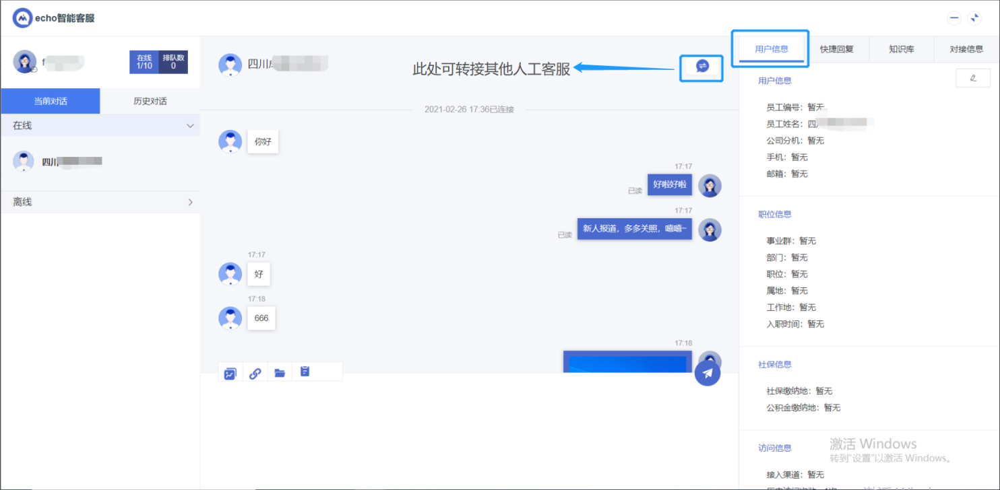 echo智能客服
f
在线 排队数
1/10 0
当前对话 历史对话
在线
四川
离线
四川
此处可转接其他人工客服
2021-02-26 17:36已连接
你好
17:17
已读 好啦好啦
17:17
已读 新人报道，多多关照，嘻嘻~
17:17
好
17:18
666
17:18
用户信息 快捷回复 知识库 对接信息
用户信息
员工编号：暂无
员工姓名：四川
公司分机：暂无
手机：暂无
邮箱：暂无
职位信息
事业群：暂无
部门：暂无
职位：暂无
属地：暂无
工作地：暂无
入职时间：暂无
社保信息
社保缴纳地：暂无
公积金缴纳地：暂无
访问信息
接入渠道：暂无
激活 Windows
转到“设置”以激活 Windows。